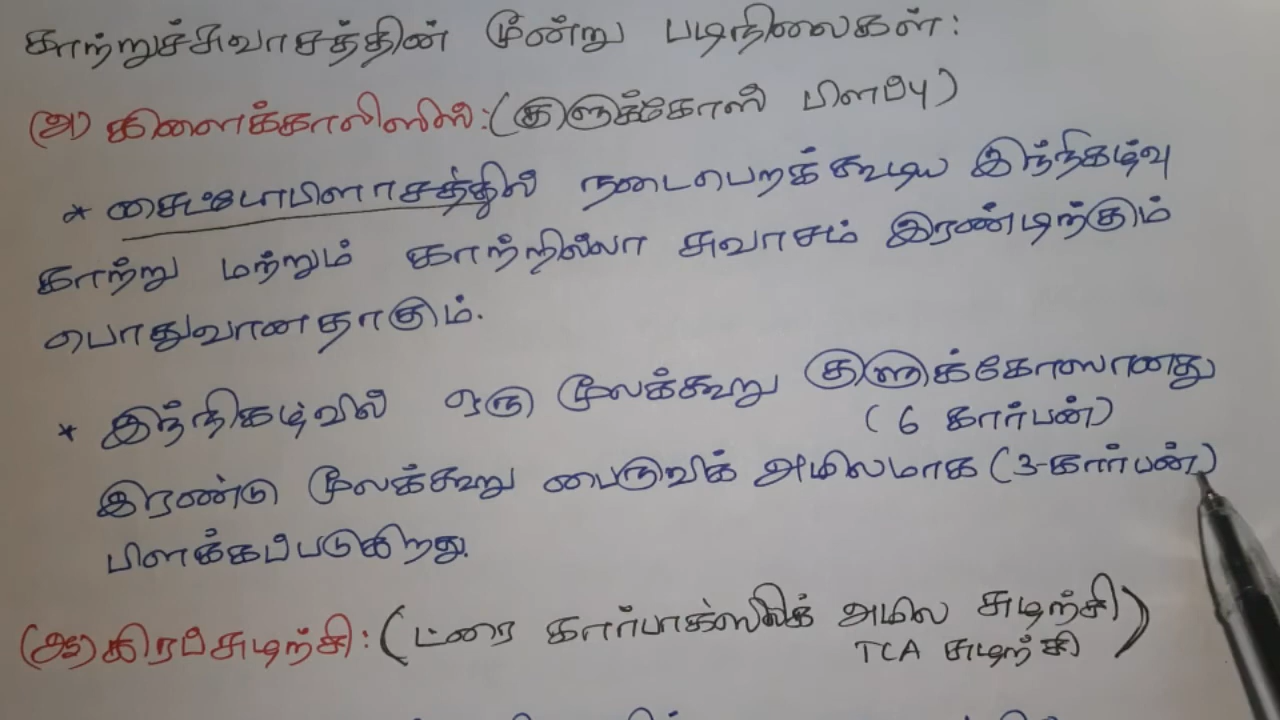 காற்றுச்சுவாசத்தின் மூன்று படிநிலைகள்:
(அ) கிளைக்காலிஸிஸ்: (குளுக்கோஸ் பிளப்பு)
* சைட்டோபிளாசத்தில் நடைபெறக்கூடிய இந்நிகழ்வு
காற்று மற்றும் காற்றில்லா சுவாசம் இரண்டிற்கும்
பொதுவானதாகும்.
* இந்நிகழ்வில் ஒரு மூலக்கூறு குளுக்கோஸானது
(6 கார்பன்)
இரண்டு மூலக்கூறு பைருவிக் அமிலமாக (3-கார்பன்)
பிளக்கப்படுகிறது.
(ஆ) கிரப்சுழற்சி: (ட்ரை கார்பாக்ஸிலிக் அமில சுழற்சி)
TCA சுழற்சி